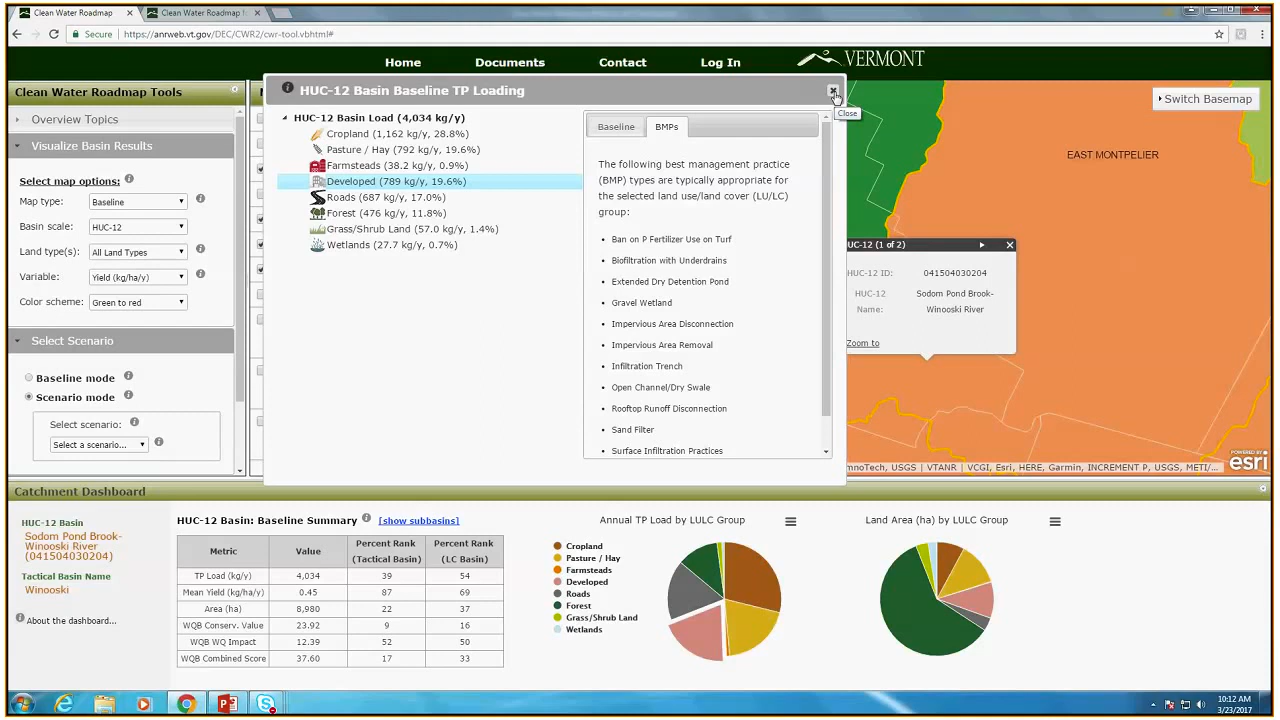 Clean Water Roadmap
Clean Water Roadmap
Secure
https://anrweb.vt.gov/DEC/CWR2/cwr-tool.vbhtml#
Home
Documents
Contact
Log In
VERMONT
Clean Water Roadmap Tools
Overview Topics
Visualize Basin Results
Select map options:
Map type:
Baseline
Basin scale:
HUC-12
Land type(s):
All Land Types
Variable:
Yield (kg/ha/y)
Color scheme:
Green to red
Select Scenario
Baseline mode
Scenario mode
Select scenario:
Select a scenario...
HUC-12 Basin Baseline TP Loading
Close
HUC-12 Basin Load (4,034 kg/y)
Cropland (1,162 kg/y, 28.8%)
Pasture / Hay (792 kg/y, 19.6%)
Farmsteads (38.2 kg/y, 0.9%)
Developed (789 kg/y, 19.6%)
Roads (687 kg/y, 17.0%)
Forest (476 kg/y, 11.8%)
Grass/Shrub Land (57.0 kg/y, 1.4%)
Wetlands (27.7 kg/y, 0.7%)
Baseline
BMPs
The following best management practice
(BMP) types are typically appropriate for
the selected land use/land cover (LU/LC)
group:
• Ban on P Fertilizer Use on Turf
• Biofiltration with Underdrains
• Extended Dry Detention Pond
• Gravel Wetland
• Impervious Area Disconnection
• Impervious Area Removal
• Infiltration Trench
• Open Channel/Dry Swale
• Rooftop Runoff Disconnection
• Sand Filter
• Surface Infiltration Practices
Switch Basemap
EAST MONTPELIER
UC-12 (1 of 2)
HUC-12 ID:
041504030204
HUC-12
Name:
Sodom Pond Brook-
Winooski River
Zoom to
mnoTech, USGS | VTANR | VCGI, Esri, HERE, Garmin, INCREMENT P, USGS, METI/...
POWERED BY
esri
Catchment Dashboard
HUC-12 Basin
Sodom Pond Brook-
Winooski River
(041504030204)
Tactical Basin Name
Winooski
About the dashboard...
HUC-12 Basin: Baseline Summary
[show subbasins]
Metric Value Percent Rank (Tactical Basin) Percent Rank (LC Basin)
TP Load (kg/y) 4,034 39 54
Mean Yield (kg/ha/y) 0.45 87 69
Area (ha) 8,980 22 37
WQB Conserv. Value 23.92 9 16
WQB WQ Impact 12.39 52 50
WQB Combined Score 37.60 17 33
Annual TP Load by LULC Group
Cropland
Pasture / Hay
Farmsteads
Developed
Roads
Forest
Grass/Shrub Land
Wetlands
Land Area (ha) by LULC Group
10:12 AM
3/23/2017